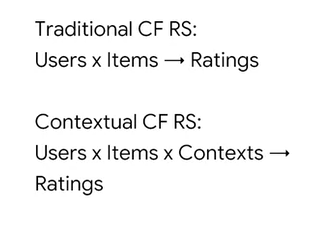 Traditional CF RS:
Users x Items → Ratings
Contextual CF RS:
Users x Items x Contexts →
Ratings